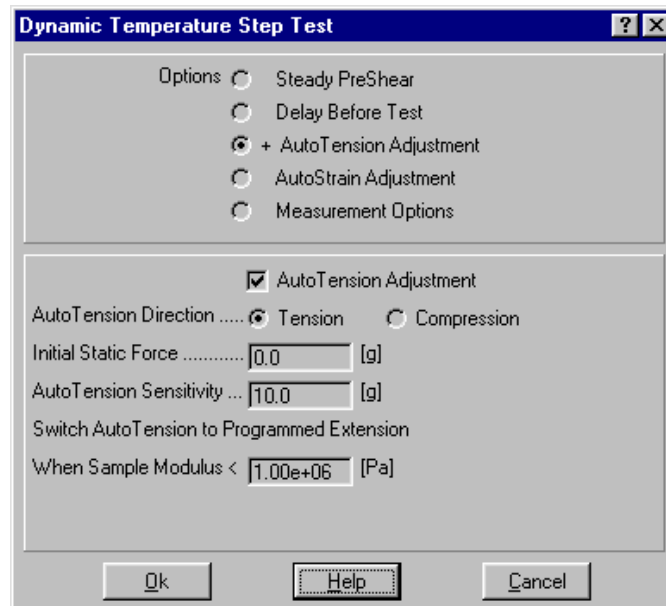 Dynamic Temperature Step Test
Options Steady PreShear
Delay Before Test
+ AutoTension Adjustment
AutoStrain Adjustment
Measurement Options
AutoTension Adjustment
AutoTension Direction ..... Tension Compression
Initial Static Force ........... 0.0 [g]
AutoTension Sensitivity ... 10.0 [g]
Switch AutoTension to Programmed Extension
When Sample Modulus < 1.00e+06 [Pa]
Ok Help Cancel